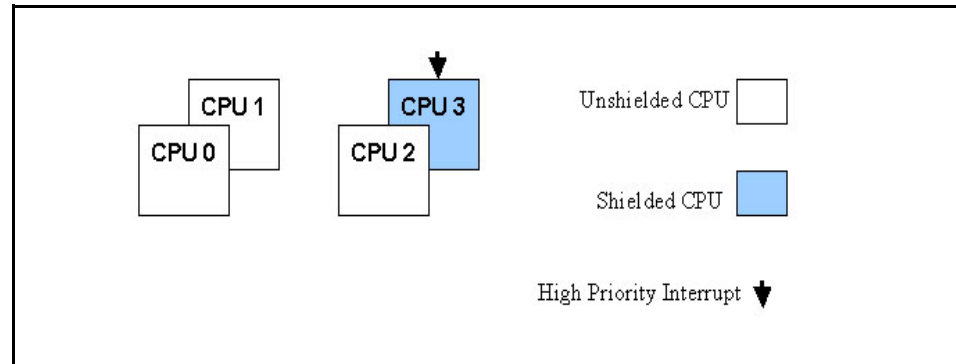 CPU 1
CPU 0
CPU 3
CPU 2
Unshielded CPU
Shielded CPU
High Priority Interrupt